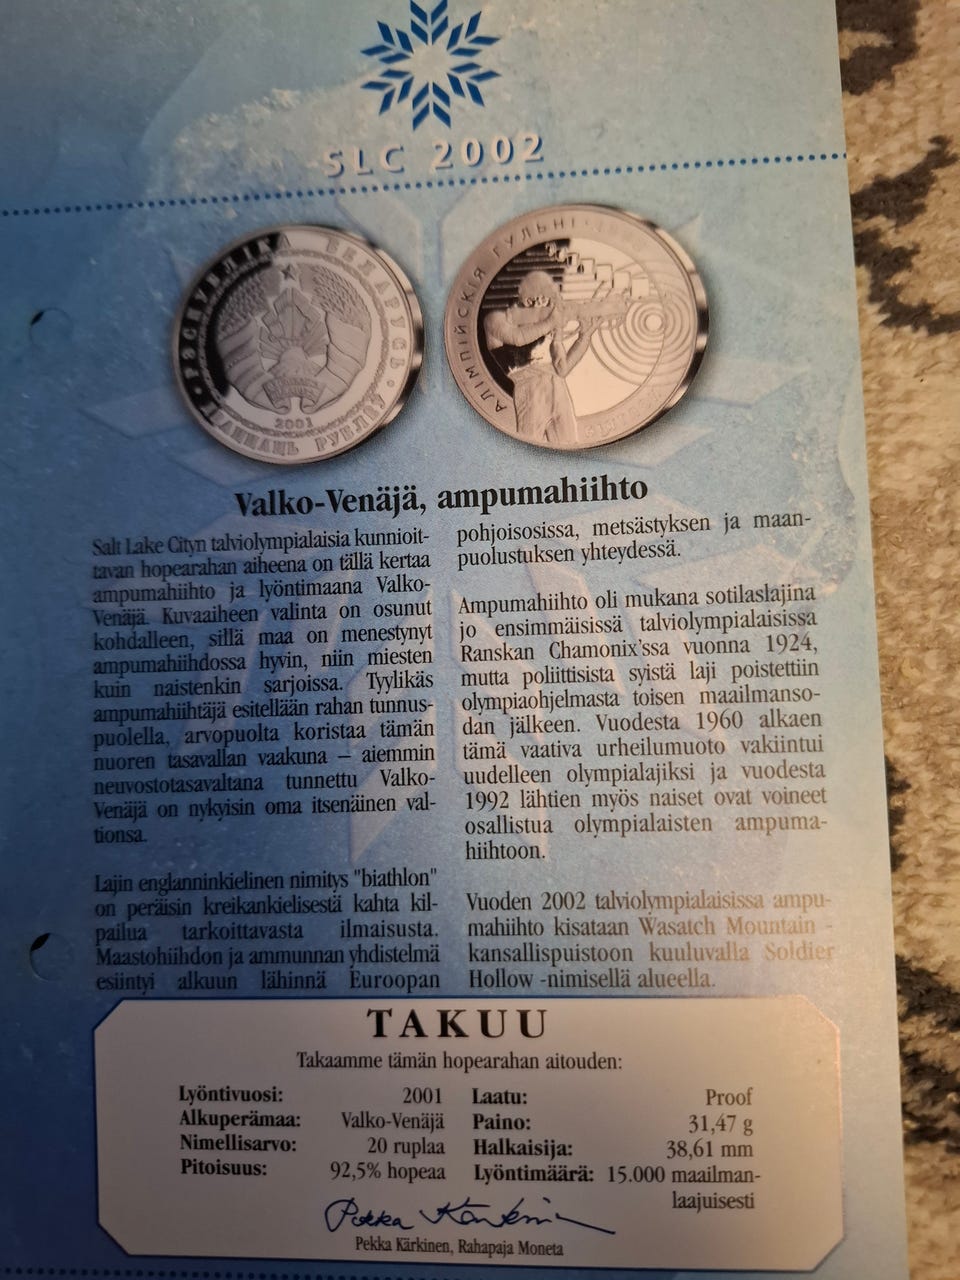 SLC 2002
РЭСПУБЛІКА БЕЛАРУСЬ
2001
РУБЛЁЎ
АЛІМПІЙСКІЯ ГУЛЬНІ
Valko-Venäjä, ampumahiihto
Salt Lake Cityn talviolympialaisia kunnioit-
tavan hopearahan aiheena on tällä kertaa
ampumahiihto ja lyöntimaana Valko-
Venäjä. Kuvaaiheen valinta on osunut
kohdalleen, sillä maa on menestynyt
ampumahiihdossa hyvin, niin miesten
kuin naistenkin sarjoissa. Tyylikäs
ampumahiihtäjä esitellään rahan tunnus-
puolella, arvopuolta koristaa tämän
nuoren tasavallan vaakuna – aiemmin
neuvostotasavaltana tunnettu Valko-
Venäjä on nykyisin oma itsenäinen val-
tionsa.
Lajin englanninkielinen nimitys "biathlon"
on peräisin kreikankielisestä kahta kil-
pailua tarkoittavasta ilmaisusta.
Maastohiihdon ja ammunnan yhdistelmä
esiintyi alkuun lähinnä Euroopan
pohjoisosissa, metsästyksen ja maan-
puolustuksen yhteydessä.
Ampumahiihto oli mukana sotilaslajina
jo ensimmäisissä talviolympialaisissa
Ranskan Chamonix'ssa vuonna 1924,
mutta poliittisista syistä laji poistettiin
olympiaohjelmasta toisen maailmanso-
dan jälkeen. Vuodesta 1960 alkaen
tämä vaativa urheilumuoto vakiintui
uudelleen olympialajiksi ja vuodesta
1992 lähtien myös naiset ovat voineet
osallistua olympialaisten ampuma-
hiihtoon.
Vuoden 2002 talviolympialaisissa ampu-
mahiihto kisataan Wasatch Mountain -
kansallispuistoon kuuluvalla Soldier
Hollow -nimisellä alueella.
TAKUU
Takaamme tämän hopearahan aitouden:
Lyöntivuosi: 2001 Laatu: Proof
Alkuperämaa: Valko-Venäjä Paino: 31,47 g
Nimellisarvo: 20 ruplaa Halkaisija: 38,61 mm
Pitoisuus: 92,5% hopeaa Lyöntimäärä: 15.000 maailman-
laajuisesti
Pekka Kärkinen
Pekka Kärkinen, Rahapaja Moneta